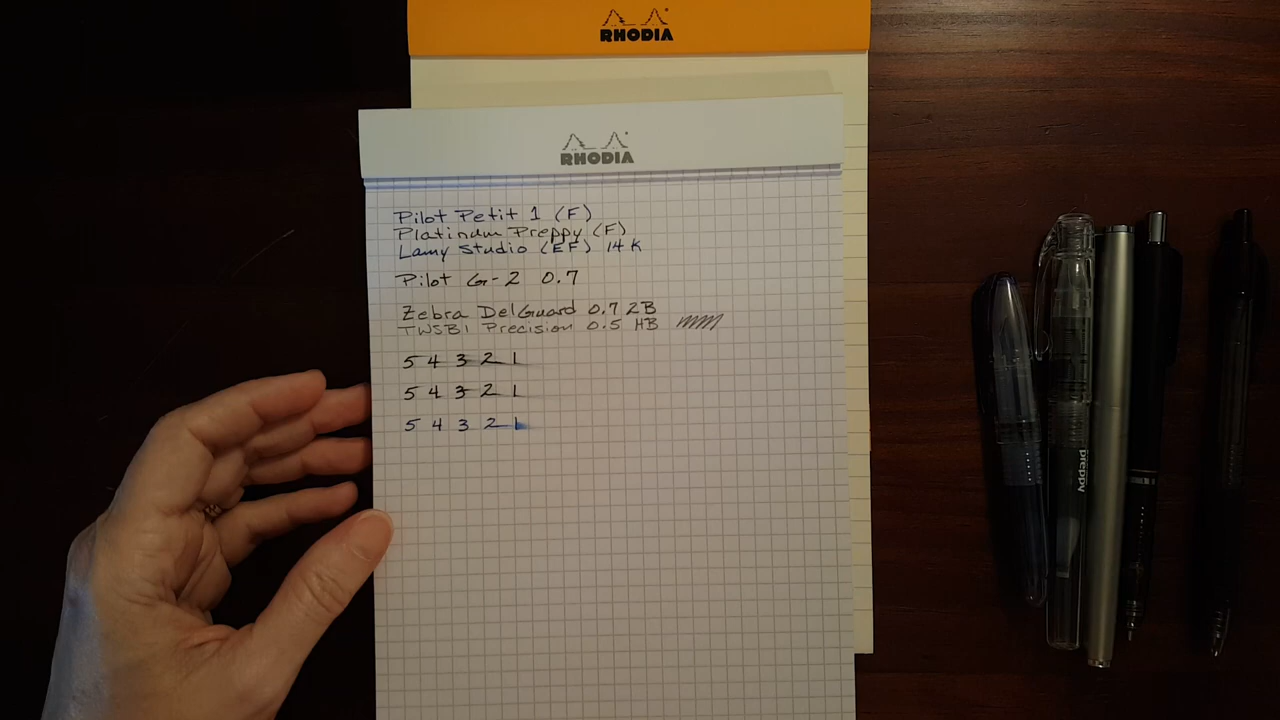 RHODIA
RHODIA
Pilot Petit 1 (F)
Platinum Preppy (F)
Lamy Studio (EF) 14K
Pilot G-2 0.7
Zebra DelGuard 0.7 2B
TWSBI Precision 0.5 HB
5 4 3 2 1
5 4 3 2 1
5 4 3 2 1
preppy